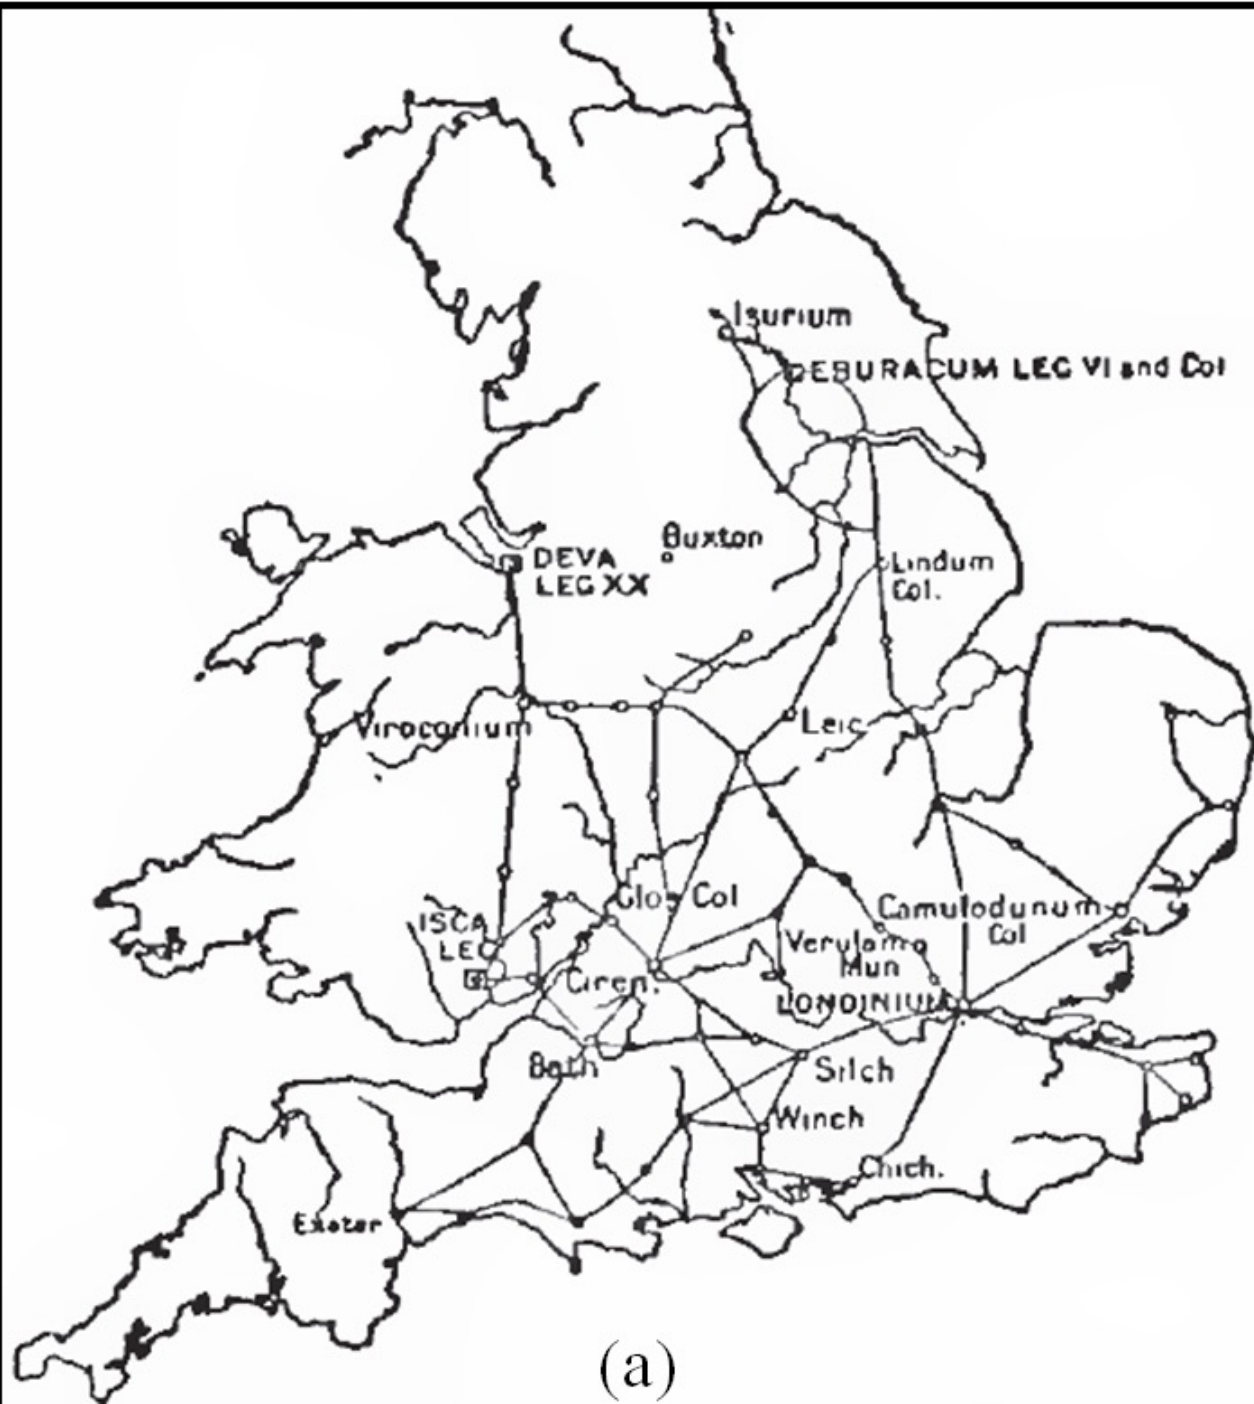 Isurium
EBURACUM LEG VI and Col
Buxton
DEVA
LEG XX
Lindum
Col.
Viroconium
Leic
Glos Col
Camulodunum
Col
ISCA
LEG
Verulam
Mun
Ciren.
LONDINIUM
Bath
Silch
Winch
Chich.
Exeter
(a)